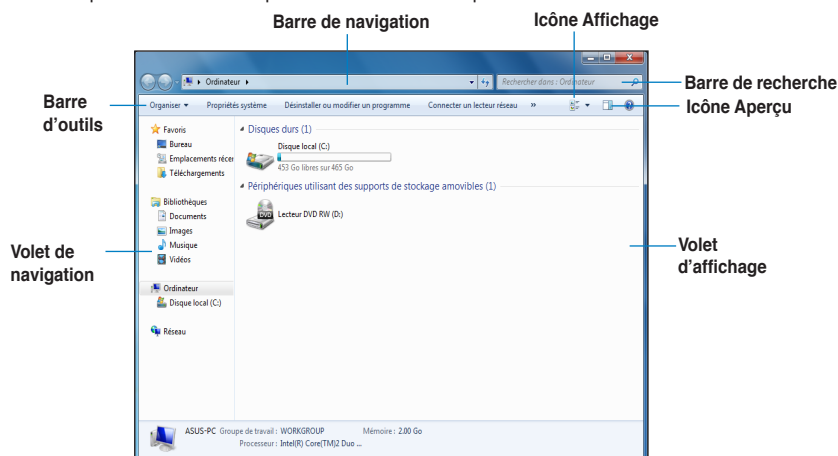 Barre de navigation
Icône Affichage
Barre de recherche
Icône Aperçu
Barre d'outils
Volet de navigation
Volet d'affichage
Ordinateur
Rechercher dans : Ordinateur
Organiser
Propriétés système
Désinstaller ou modifier un programme
Connecter un lecteur réseau
»
Favoris
Bureau
Emplacements récen
Téléchargements
Bibliothèques
Documents
Images
Musique
Vidéos
Ordinateur
Disque local (C:)
Réseau
Disques durs (1)
Disque local (C:)
453 Go libres sur 465 Go
Périphériques utilisant des supports de stockage amovibles (1)
DVD
Lecteur DVD RW (D:)
ASUS-PC Groupe de travail : WORKGROUP Mémoire : 2.00 Go
Processeur : Intel(R) Core(TM)2 Duo ...